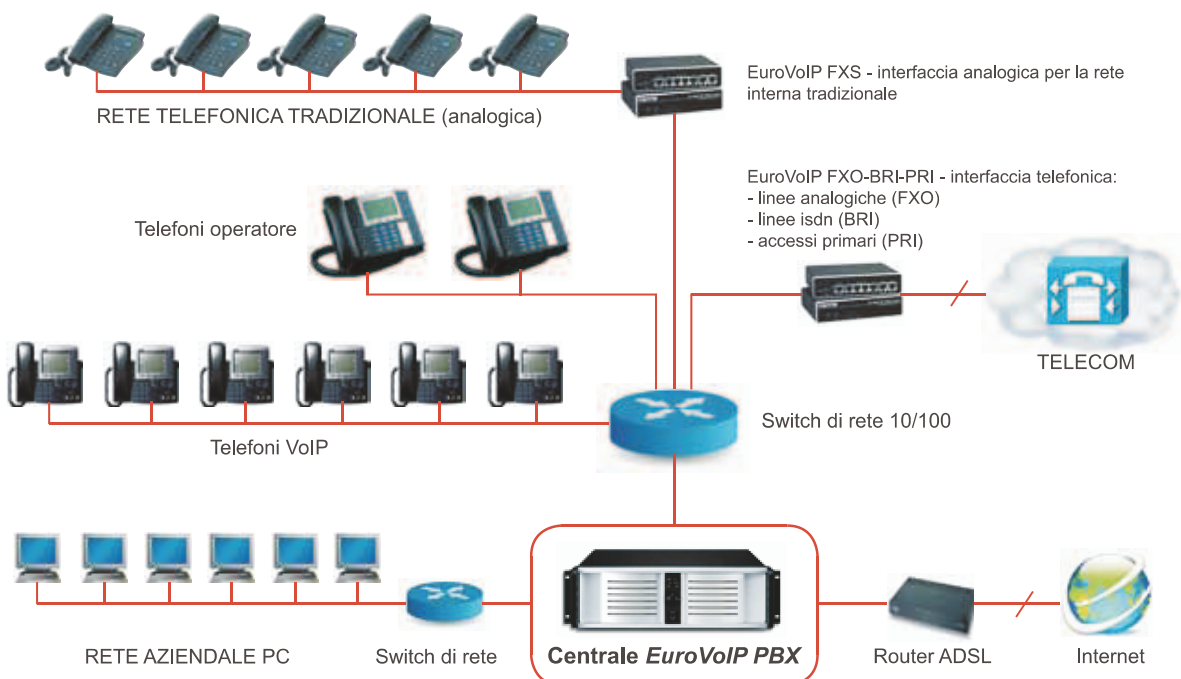 EuroVoIP FXS - interfaccia analogica per la rete
interna tradizionale
RETE TELEFONICA TRADIZIONALE (analogica)
EuroVoIP FXO-BRI-PRI - interfaccia telefonica:
- linee analogiche (FXO)
- linee isdn (BRI)
- accessi primari (PRI)
Telefoni operatore
TELECOM
Switch di rete 10/100
Telefoni VoIP
RETE AZIENDALE PC
Switch di rete
Centrale EuroVoIP PBX
Router ADSL
Internet